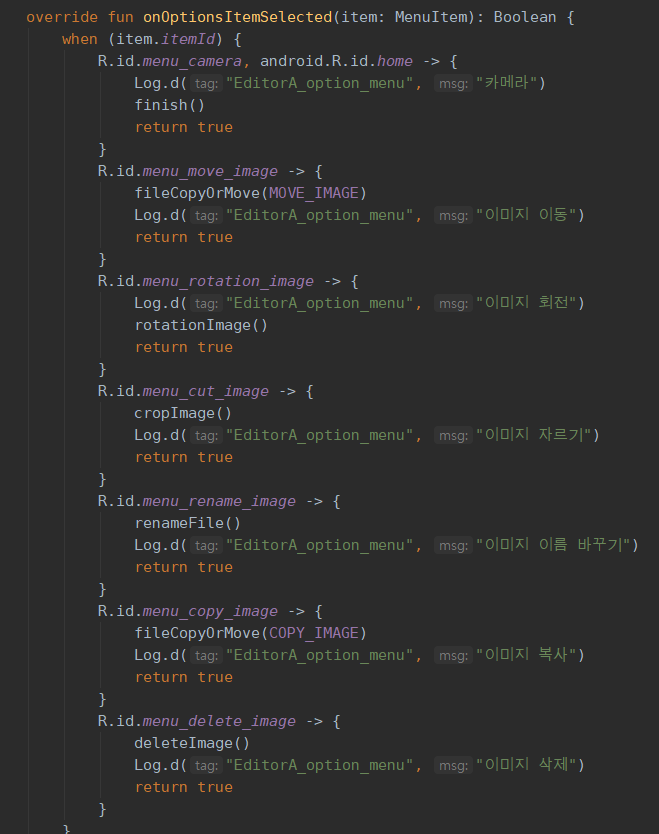 override fun onOptionsItemSelected(item: MenuItem): Boolean {
when (item.itemId) {
R.id.menu_camera, android.R.id.home -> {
Log.d( tag: "EditorA_option_menu", msg: "카메라")
finish()
return true
}
R.id.menu_move_image -> {
fileCopyOrMove(MOVE_IMAGE)
Log.d( tag: "EditorA_option_menu", msg: "이미지 이동")
return true
}
R.id.menu_rotation_image -> {
Log.d( tag: "EditorA_option_menu", msg: "이미지 회전")
rotationImage()
return true
}
R.id.menu_cut_image -> {
cropImage()
Log.d( tag: "EditorA_option_menu", msg: "이미지 자르기")
return true
}
R.id.menu_rename_image -> {
renameFile()
Log.d( tag: "EditorA_option_menu", msg: "이미지 이름 바꾸기")
return true
}
R.id.menu_copy_image -> {
fileCopyOrMove(COPY_IMAGE)
Log.d( tag: "EditorA_option_menu", msg: "이미지 복사")
return true
}
R.id.menu_delete_image -> {
deleteImage()
Log.d( tag: "EditorA_option_menu", msg: "이미지 삭제")
return true
}
}